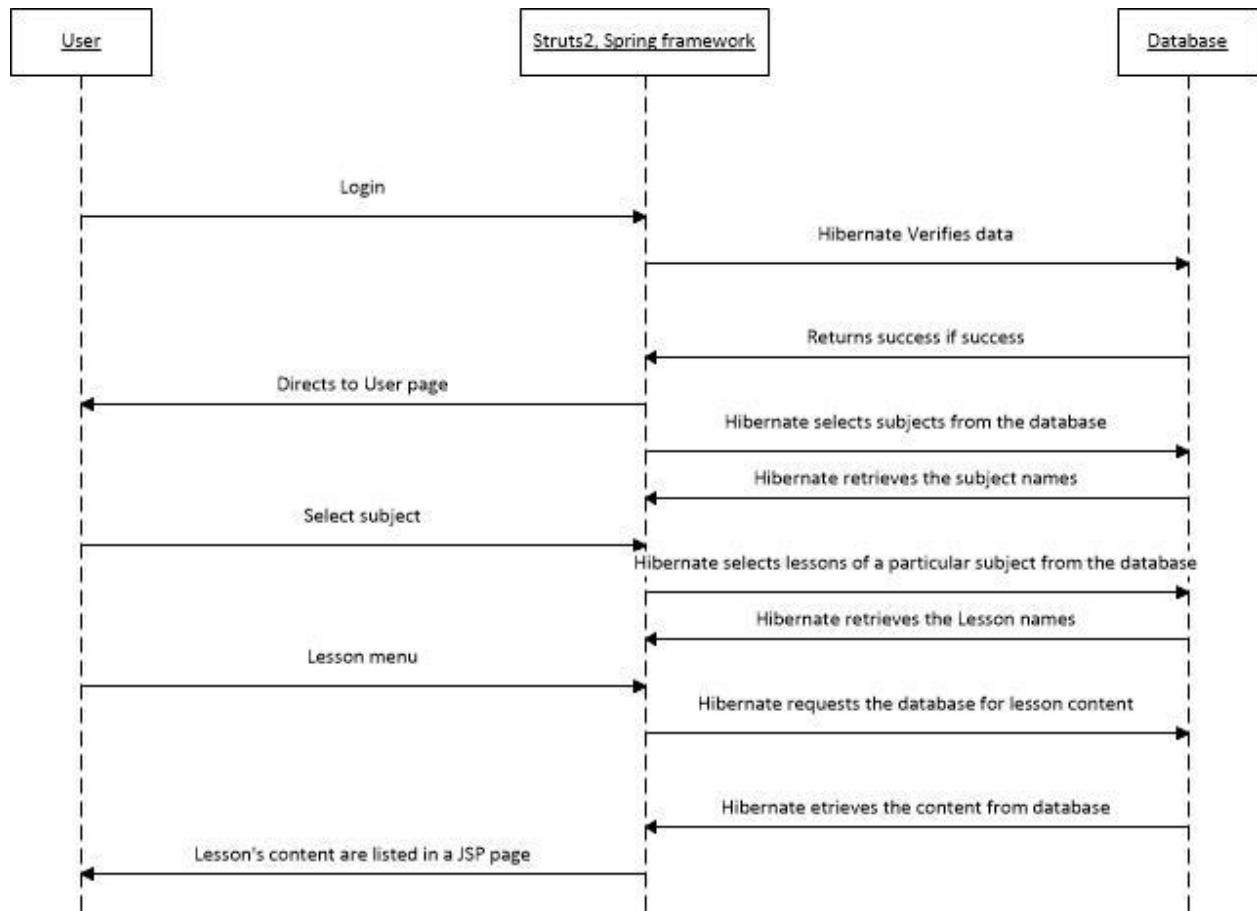 User
Struts2, Spring framework
Database
Login
Hibernate Verifies data
Returns success if success
Directs to User page
Hibernate selects subjects from the database
Hibernate retrieves the subject names
Select subject
Hibernate selects lessons of a particular subject from the database
Hibernate retrieves the Lesson names
Lesson menu
Hibernate requests the database for lesson content
Hibernate etrieves the content from database
Lesson's content are listed in a JSP page